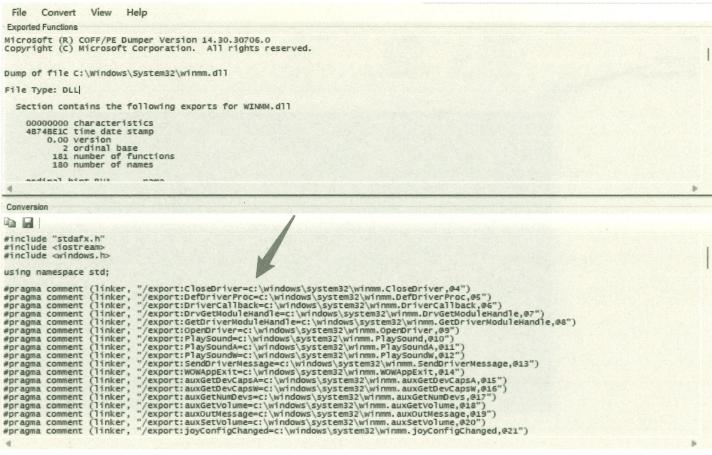 File Convert View Help
Exported Functions
Microsoft (R) COFF/PE Dumper Version 14.30.30706.0
Copyright (C) Microsoft Corporation. All rights reserved.
Dump of file C:\Windows\System32\winmm.dll
File Type: DLL
Section contains the following exports for WINMM.dll
00000000 characteristics
4B74BE1C time date stamp
0.00 version
2 ordinal base
181 number of functions
180 number of names
ordinal hint RVA name
Conversion
#include "stdafx.h"
#include <iostream>
#include <windows.h>
using namespace std;
#pragma comment (linker, "/export:CloseDriver=c:\windows\system32\winmm.CloseDriver,@4")
#pragma comment (linker, "/export:DefDriverProc=c:\windows\system32\winmm.DefDriverProc,@5")
#pragma comment (linker, "/export:DriverCallback=c:\windows\system32\winmm.DriverCallback,@6")
#pragma comment (linker, "/export:DrvGetModuleHandle=c:\windows\system32\winmm.DrvGetModuleHandle,@7")
#pragma comment (linker, "/export:GetDriverModuleHandle=c:\windows\system32\winmm.GetDriverModuleHandle,@8")
#pragma comment (linker, "/export:OpenDriver=c:\windows\system32\winmm.OpenDriver,@9")
#pragma comment (linker, "/export:PlaySound=c:\windows\system32\winmm.PlaySound,@10")
#pragma comment (linker, "/export:PlaySoundA=c:\windows\system32\winmm.PlaySoundA,@11")
#pragma comment (linker, "/export:PlaySoundW=c:\windows\system32\winmm.PlaySoundW,@12")
#pragma comment (linker, "/export:SendDriverMessage=c:\windows\system32\winmm.SendDriverMessage,@13")
#pragma comment (linker, "/export:WOWAppExit=c:\windows\system32\winmm.WOWAppExit,@14")
#pragma comment (linker, "/export:auxGetDevCapsA=c:\windows\system32\winmm.auxGetDevCapsA,@15")
#pragma comment (linker, "/export:auxGetDevCapsW=c:\windows\system32\winmm.auxGetDevCapsW,@16")
#pragma comment (linker, "/export:auxGetNumDevs=c:\windows\system32\winmm.auxGetNumDevs,@17")
#pragma comment (linker, "/export:auxGetVolume=c:\windows\system32\winmm.auxGetVolume,@18")
#pragma comment (linker, "/export:auxOutMessage=c:\windows\system32\winmm.auxOutMessage,@19")
#pragma comment (linker, "/export:auxSetVolume=c:\windows\system32\winmm.auxSetVolume,@20")
#pragma comment (linker, "/export:joyConfigChanged=c:\windows\system32\winmm.joyConfigChanged,@21")